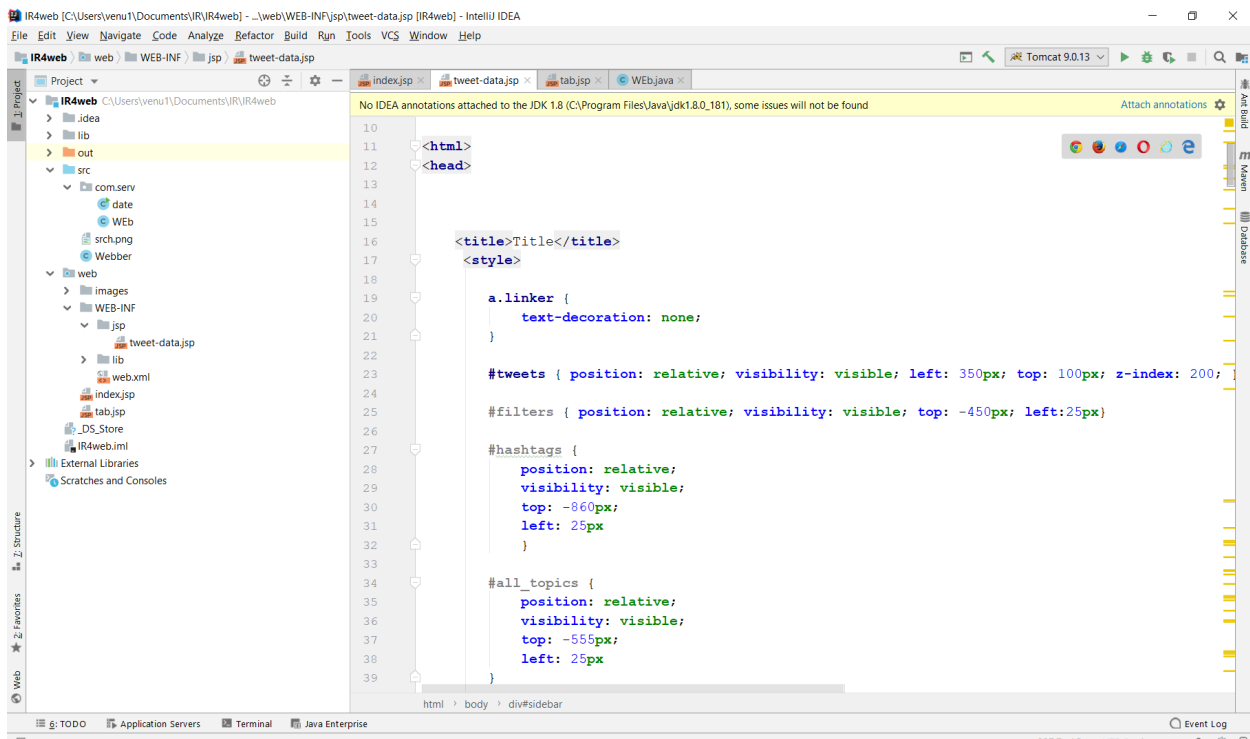 IR4web [C:\Users\venu1\Documents\IR\IR4web] - ...\web\WEB-INF\jsp\tweet-data.jsp [IR4web] - IntelliJ IDEA
File Edit View Navigate Code Analyze Refactor Build Run Tools VCS Window Help
IR4web web WEB-INF jsp tweet-data.jsp Tomcat 9.0.13
Project
index.jsp tweet-data.jsp tab.jsp WEb.java
1: Project
IR4web C:\Users\venu1\Documents\IR\IR4web
.idea
lib
out
src
com.serv
date
WEb
srch.png
Webber
web
images
WEB-INF
jsp
tweet-data.jsp
lib
web.xml
index.jsp
tab.jsp
_DS_Store
IR4web.iml
External Libraries
Scratches and Consoles
7: Structure
2: Favorites
Web
No IDEA annotations attached to the JDK 1.8 (C:\Program Files\Java\jdk1.8.0_181), some issues will not be found Attach annotations
10
11 <html>
12 <head>
13
14
15
16 <title>Title</title>
17 <style>
18
19 a.linker {
20 text-decoration: none;
21 }
22
23 #tweets { position: relative; visibility: visible; left: 350px; top: 100px; z-index: 200; }
24
25 #filters { position: relative; visibility: visible; top: -450px; left:25px}
26
27 #hashtags {
28 position: relative;
29 visibility: visible;
30 top: -860px;
31 left: 25px
32 }
33
34 #all_topics {
35 position: relative;
36 visibility: visible;
37 top: -555px;
38 left: 25px
39 }
html body div#sidebar
Ant Build
Maven
Database
6: TODO Application Servers Terminal Java Enterprise Event Log